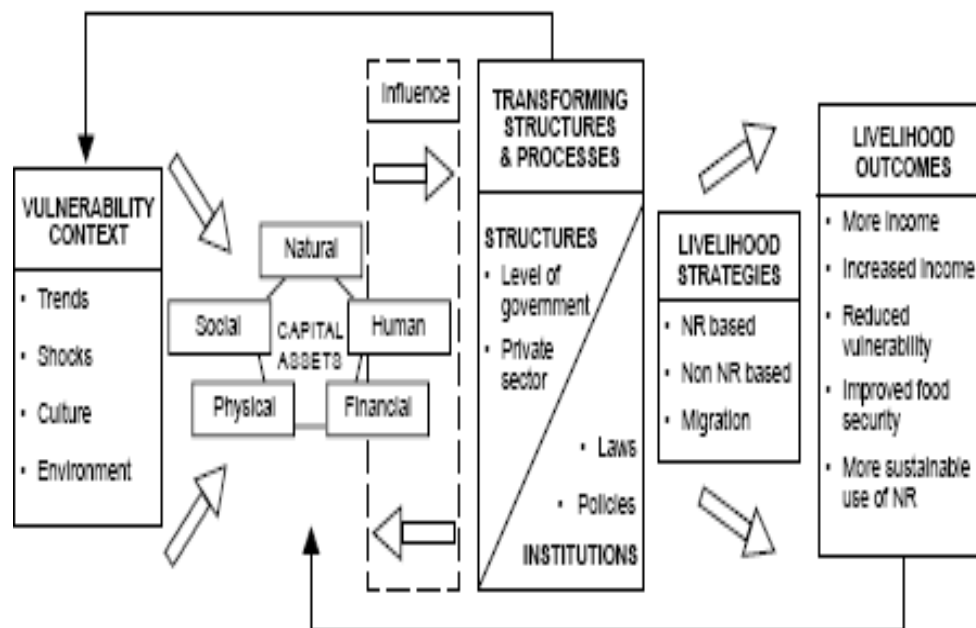 Influence
VULNERABILITY
CONTEXT
• Trends
• Shocks
• Culture
• Environment
Natural
Social
Human
CAPITAL
ASSETS
Physical
Financial
TRANSFORMING
STRUCTURES
& PROCESSES
STRUCTURES
• Level of
government
• Private
sector
• Laws
• Policies
INSTITUTIONS
LIVELIHOOD
STRATEGIES
• NR based
• Non NR based
• Migration
LIVELIHOOD
OUTCOMES
• More Income
• Increased Income
• Reduced
vulnerability
• Improved food
security
• More sustainable
use of NR